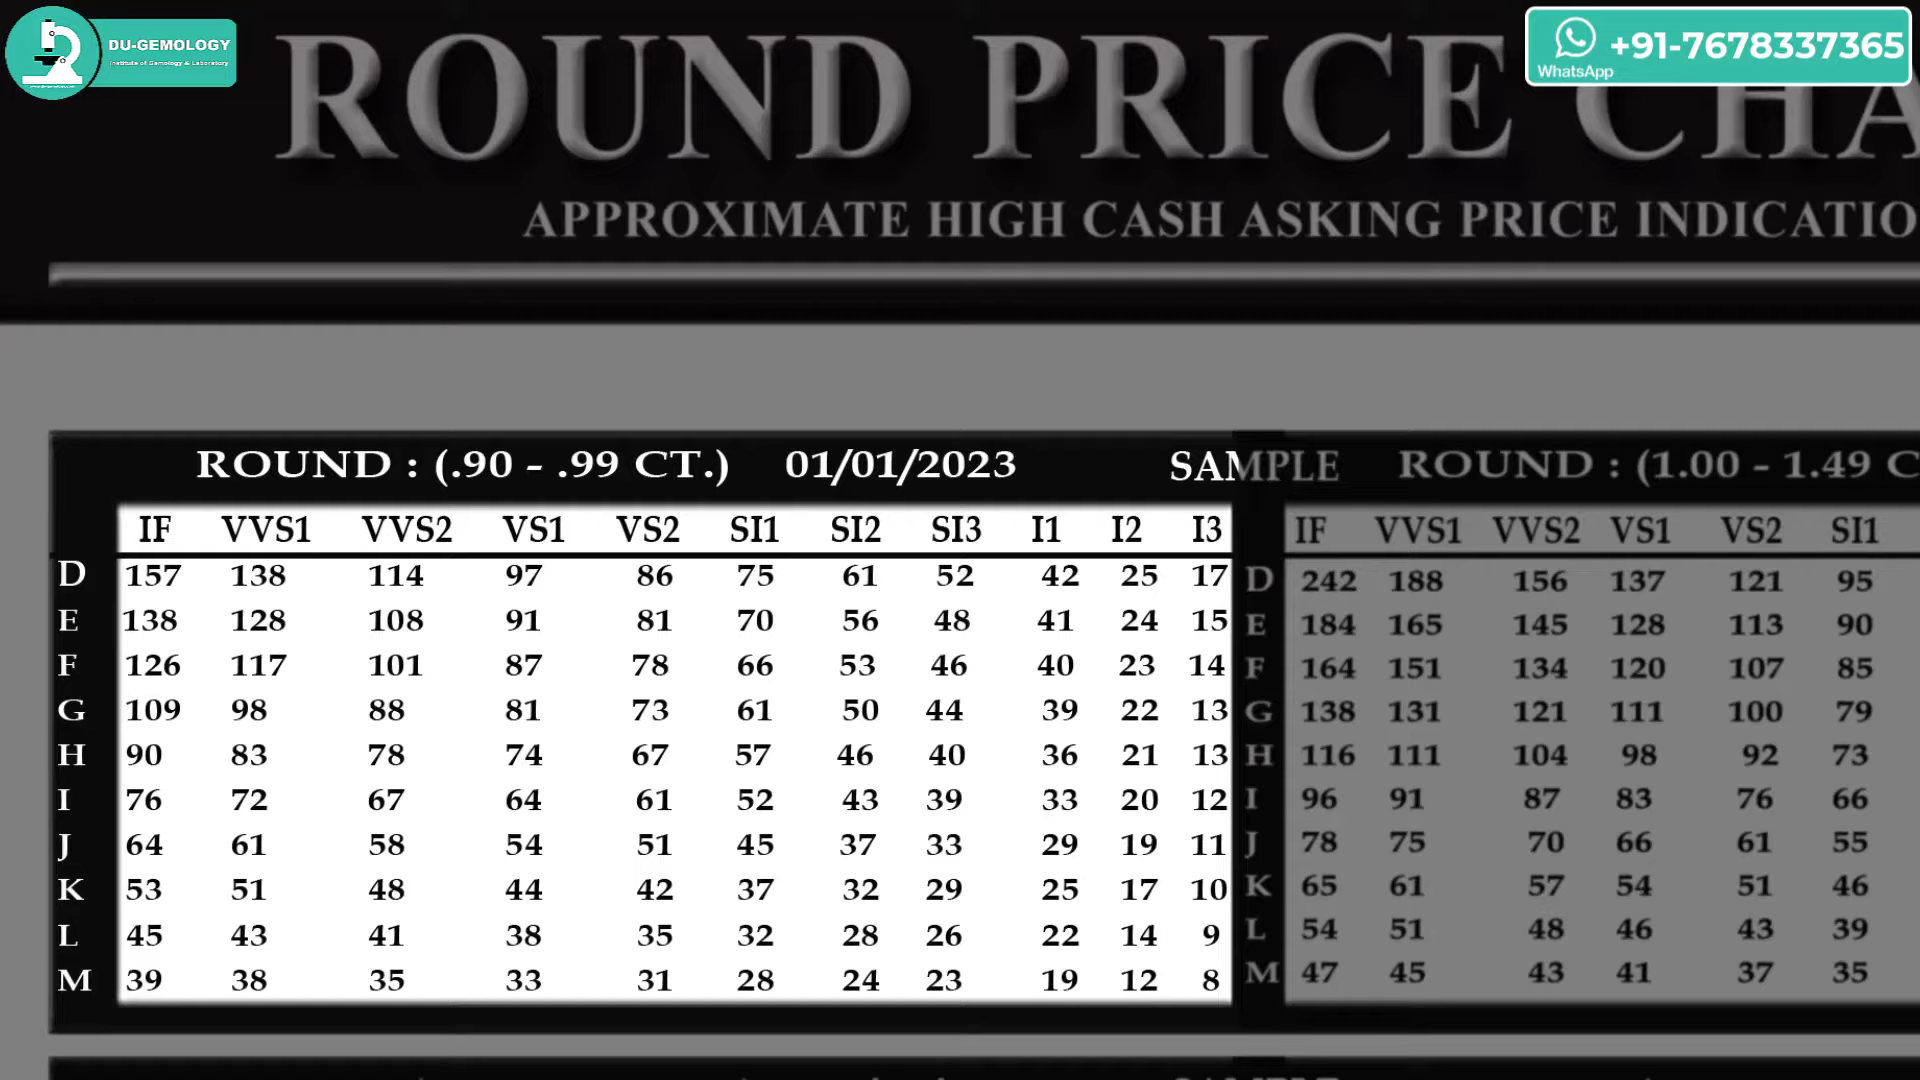 DU-GEMOLOGY
Institute of Gemology & Laboratory
WhatsApp
+91-7678337365
ROUND PRICE CHA
APPROXIMATE HIGH CASH ASKING PRICE INDICATIO
ROUND : (.90 - .99 CT.) 01/01/2023 SAMPLE
IF VVS1 VVS2 VS1 VS2 SI1 SI2 SI3 I1 I2 I3
D 157 138 114 97 86 75 61 52 42 25 17
E 138 128 108 91 81 70 56 48 41 24 15
F 126 117 101 87 78 66 53 46 40 23 14
G 109 98 88 81 73 61 50 44 39 22 13
H 90 83 78 74 67 57 46 40 36 21 13
I 76 72 67 64 61 52 43 39 33 20 12
J 64 61 58 54 51 45 37 33 29 19 11
K 53 51 48 44 42 37 32 29 25 17 10
L 45 43 41 38 35 32 28 26 22 14 9
M 39 38 35 33 31 28 24 23 19 12 8
ROUND : (1.00 - 1.49 C
IF VVS1 VVS2 VS1 VS2 SI1
D 242 188 156 137 121 95
E 184 165 145 128 113 90
F 164 151 134 120 107 85
G 138 131 121 111 100 79
H 116 111 104 98 92 73
I 96 91 87 83 76 66
J 78 75 70 66 61 55
K 65 61 57 54 51 46
L 54 51 48 46 43 39
M 47 45 43 41 37 35